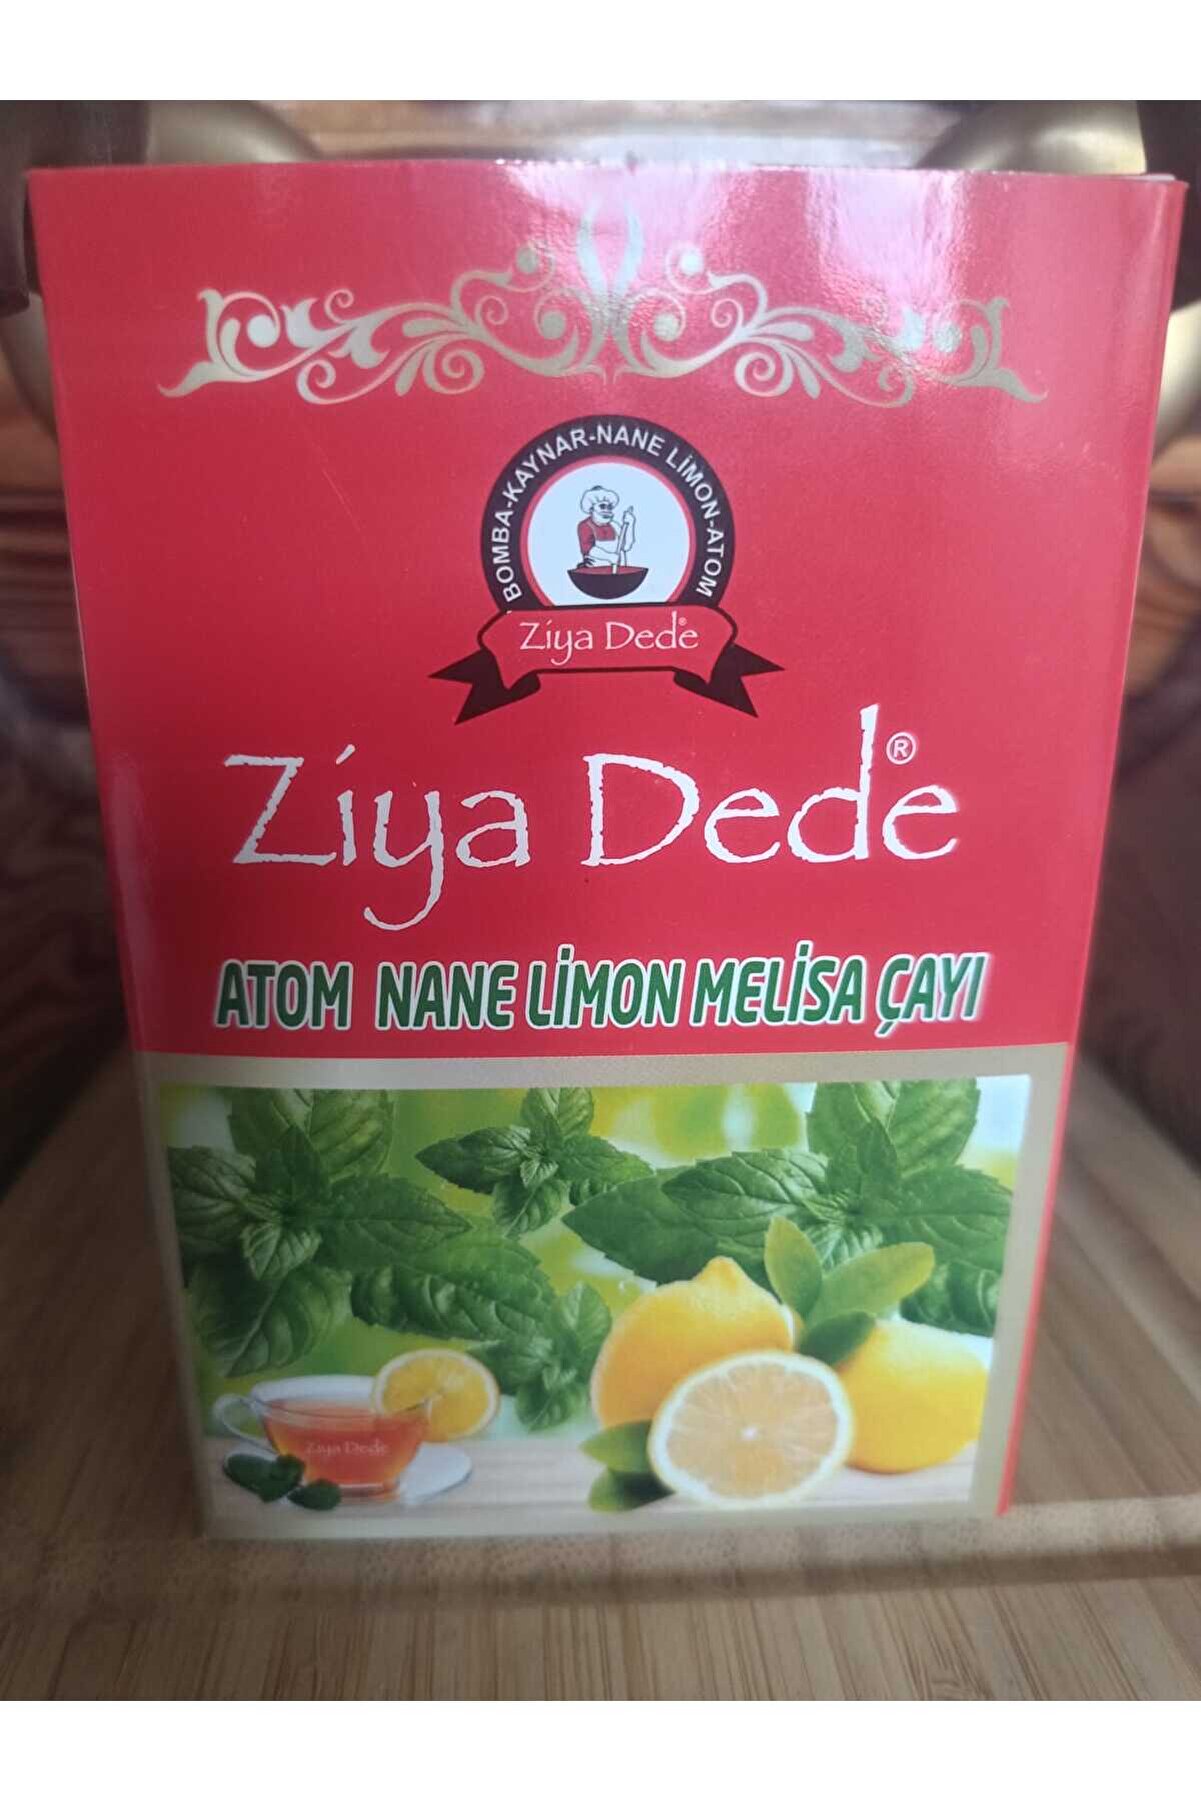 BOMBA-KAYNAR-NANE LİMON-ATOM
Ziya Dede®
Ziya Dede®
ATOM NANE LİMON MELİSA ÇAYI
Ziya Dede